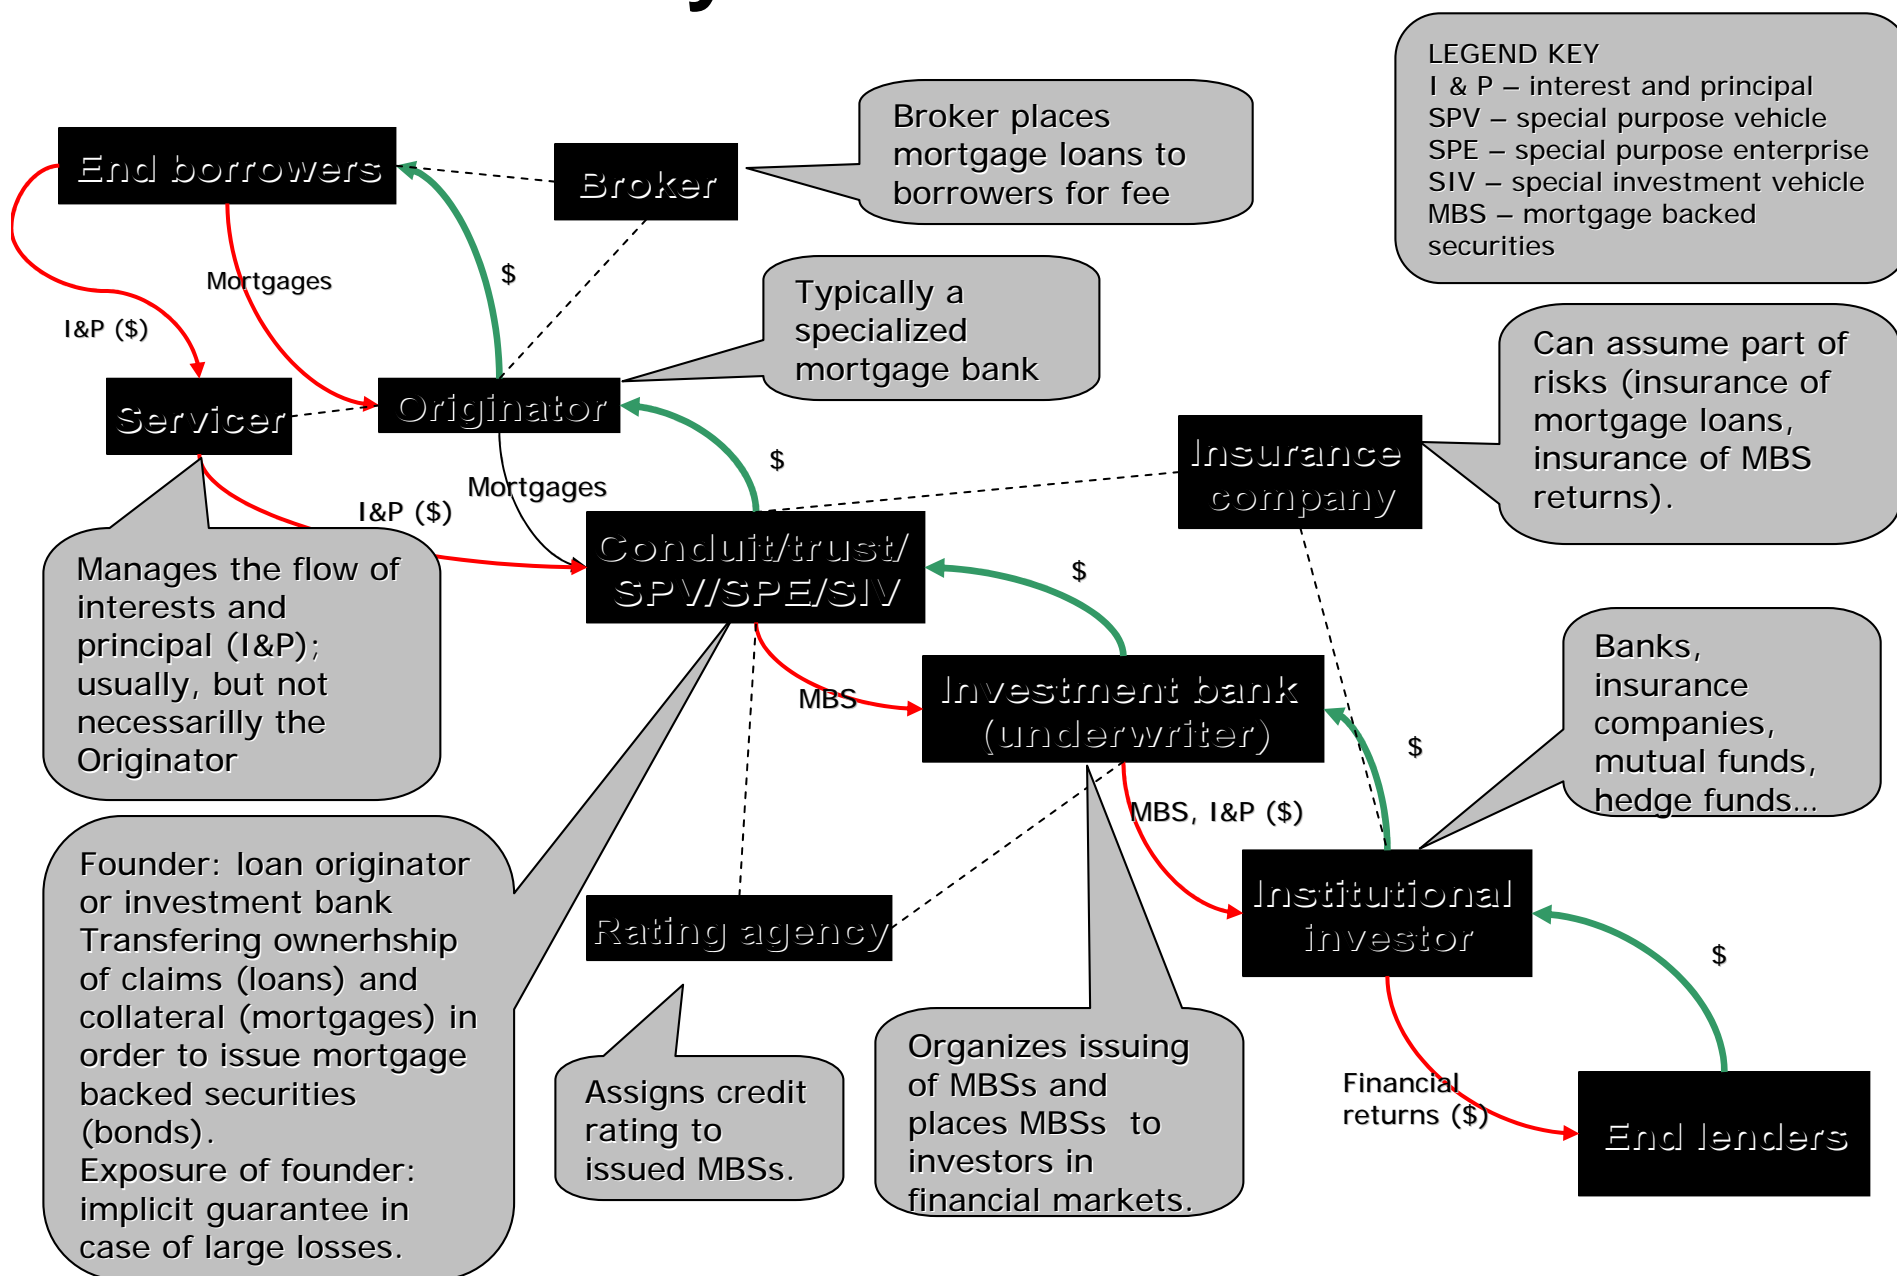 LEGEND KEY
I & P – interest and principal
SPV – special purpose vehicle
SPE – special purpose enterprise
SIV – special investment vehicle
MBS – mortgage backed
securities
Broker places
mortgage loans to
borrowers for fee
End borrowers
Broker
Mortgages
$
I&P ($)
Typically a
specialized
mortgage bank
Can assume part of
risks (insurance of
mortgage loans,
insurance of MBS
returns).
Servicer
Originator
Insurance
company
$
Mortgages
I&P ($)
Conduit/trust/
SPV/SPE/SIV
$
Manages the flow of
interests and
principal (I&P);
usually, but not
necessarilly the
Originator
MBS
Investment bank
(underwriter)
$
Banks,
insurance
companies,
mutual funds,
hedge funds...
MBS, I&P ($)
Founder: loan originator
or investment bank
Transfering ownerhship
of claims (loans) and
collateral (mortgages) in
order to issue mortgage
backed securities
(bonds).
Exposure of founder:
implicit guarantee in
case of large losses.
Rating agency
Institutional
investor
$
Assigns credit
rating to
issued MBSs.
Organizes issuing
of MBSs and
places MBSs  to
investors in
financial markets.
Financial
returns ($)
End lenders